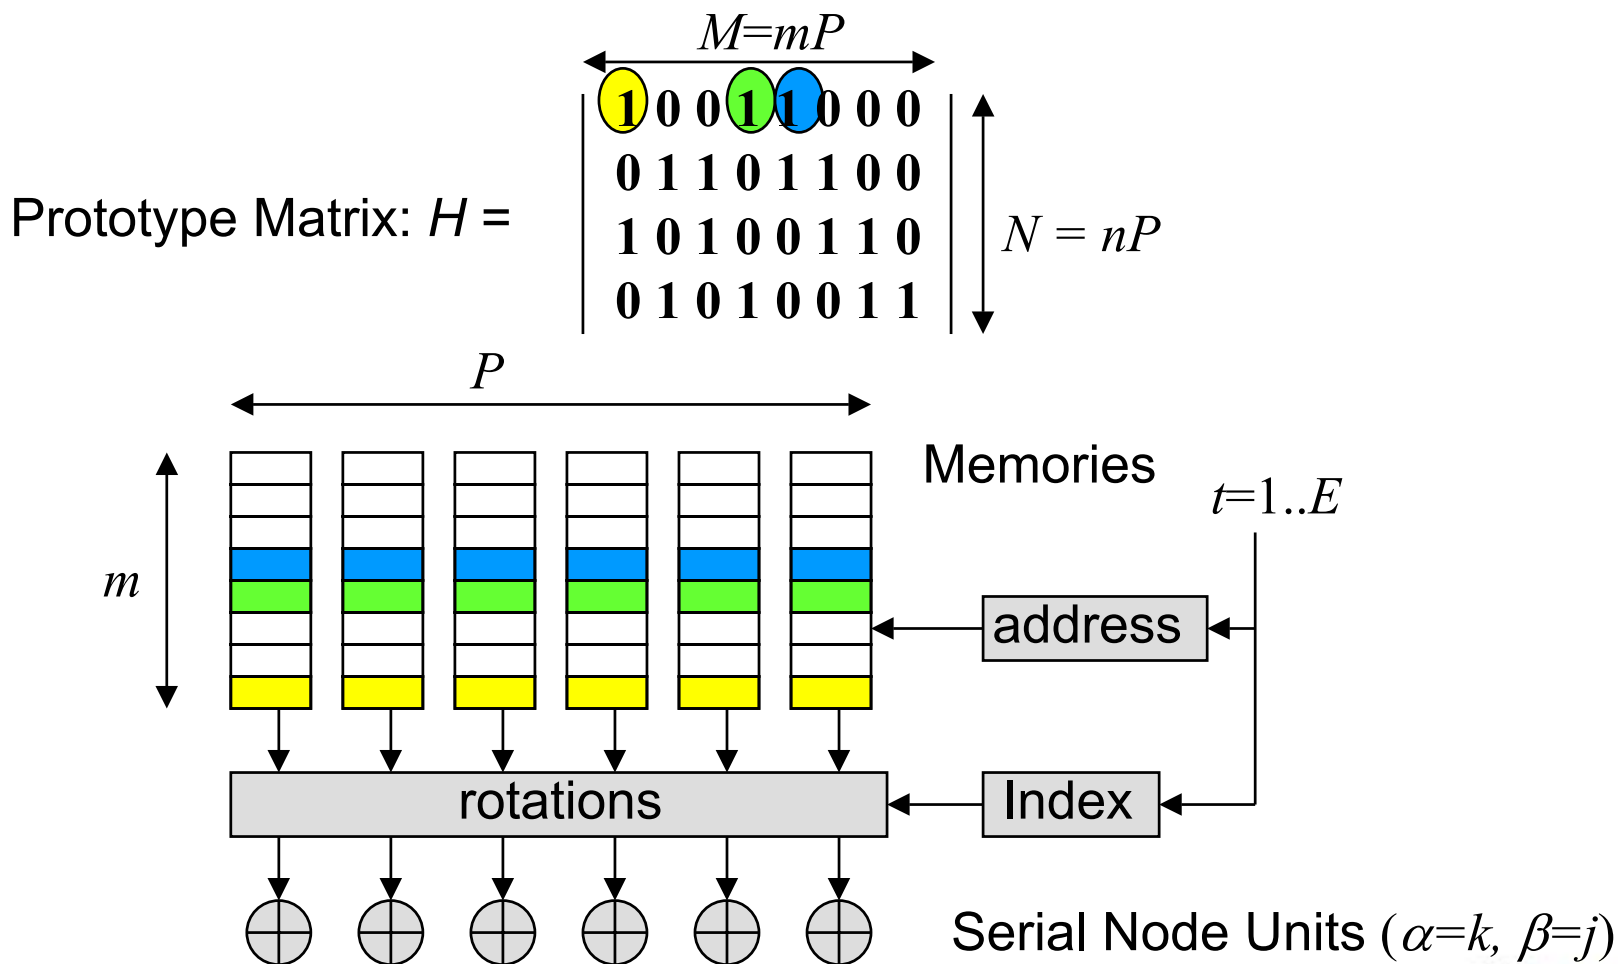 M=mP
1 0 0 1 1 0 0 0
0 1 1 0 1 1 0 0
Prototype Matrix: H =
1 0 1 0 0 1 1 0
N = nP
0 1 0 1 0 0 1 1
P
Memories
t=1..E
m
address
rotations
Index
Serial Node Units (α=k, β=j)